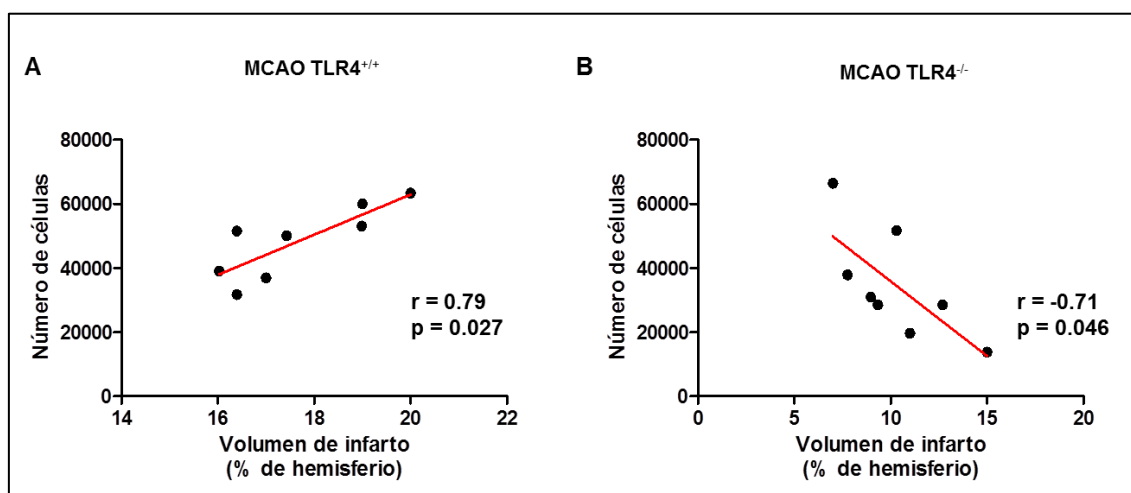 A
MCAO TLR4+/+
Número de células
80000
60000
40000
20000
0
14
16
18
20
22
r = 0.79
p = 0.027
Volumen de infarto
(% de hemisferio)
B
MCAO TLR4-/-
Número de células
80000
60000
40000
20000
0
0
5
10
15
20
r = -0.71
p = 0.046
Volumen de infarto
(% de hemisferio)